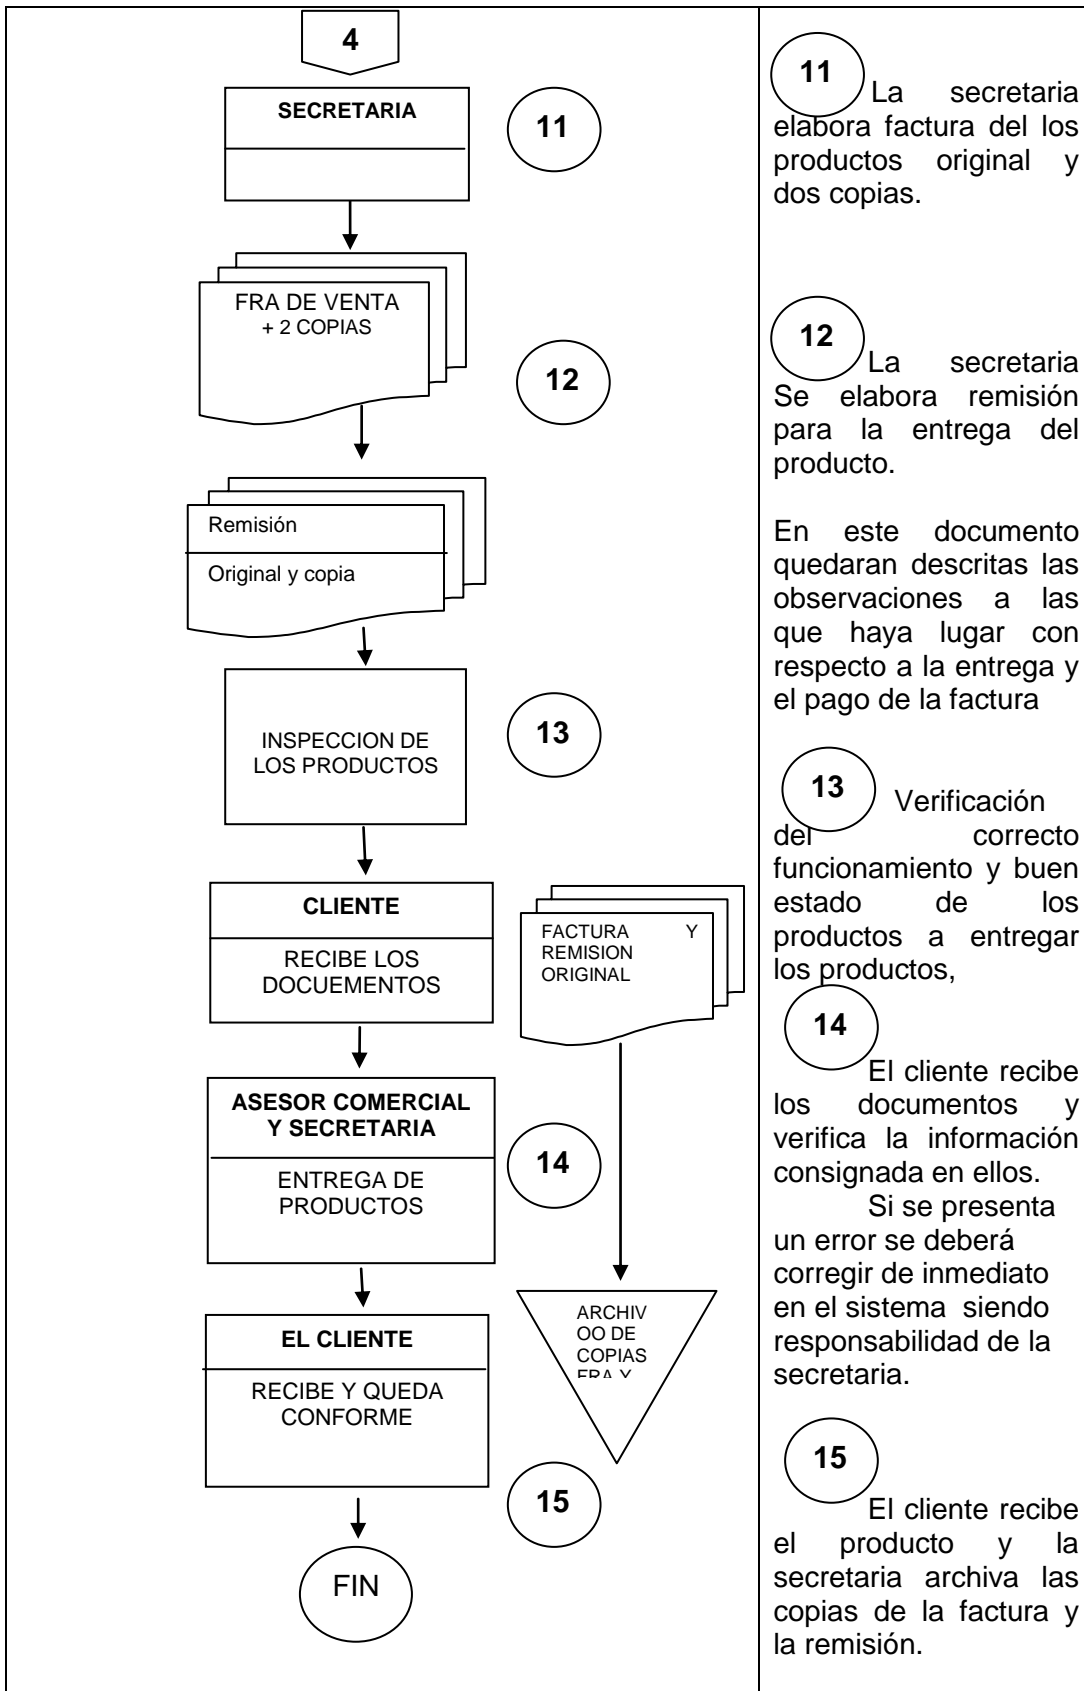 4
SECRETARIA
11
FRA DE VENTA
+ 2 COPIAS
12
Remisión
Original y copia
INSPECCION DE
LOS PRODUCTOS
13
CLIENTE
RECIBE LOS
DOCUEMENTOS
FACTURA Y
REMISION
ORIGINAL
ASESOR COMERCIAL
Y SECRETARIA
ENTREGA DE
PRODUCTOS
14
EL CLIENTE
RECIBE Y QUEDA
CONFORME
ARCHIV
OO DE
COPIAS
FRA Y
15
FIN
11
La secretaria
elabora factura del los
productos original y
dos copias.
12
La secretaria
Se elabora remisión
para la entrega del
producto.
En este documento
quedaran descritas las
observaciones a las
que haya lugar con
respecto a la entrega y
el pago de la factura
13 Verificación
del correcto
funcionamiento y buen
estado de los
productos a entregar
los productos,
14
El cliente recibe
los documentos y
verifica la información
consignada en ellos.
Si se presenta
un error se deberá
corregir de inmediato
en el sistema siendo
responsabilidad de la
secretaria.
15
El cliente recibe
el producto y la
secretaria archiva las
copias de la factura y
la remisión.